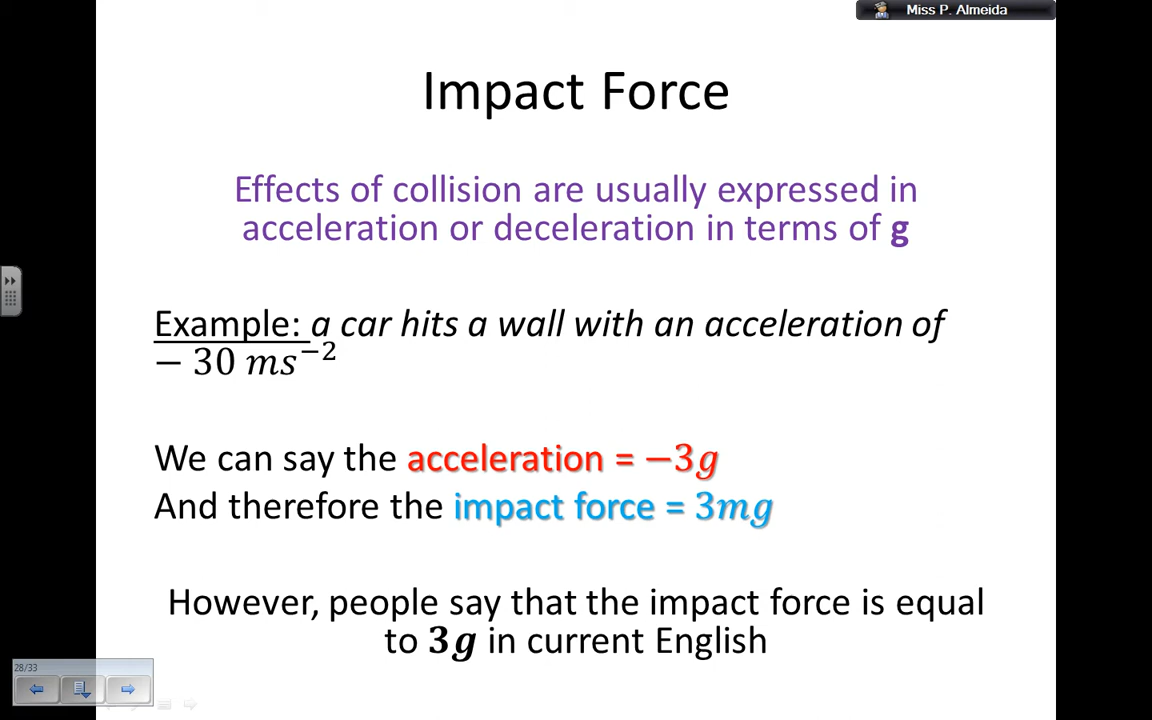 Miss P. Almeida
Impact Force
Effects of collision are usually expressed in
acceleration or deceleration in terms of g
Example: a car hits a wall with an acceleration of
− 30 ms⁻²
We can say the acceleration = −3g
And therefore the impact force = 3mg
However, people say that the impact force is equal
to 3g in current English
28/33